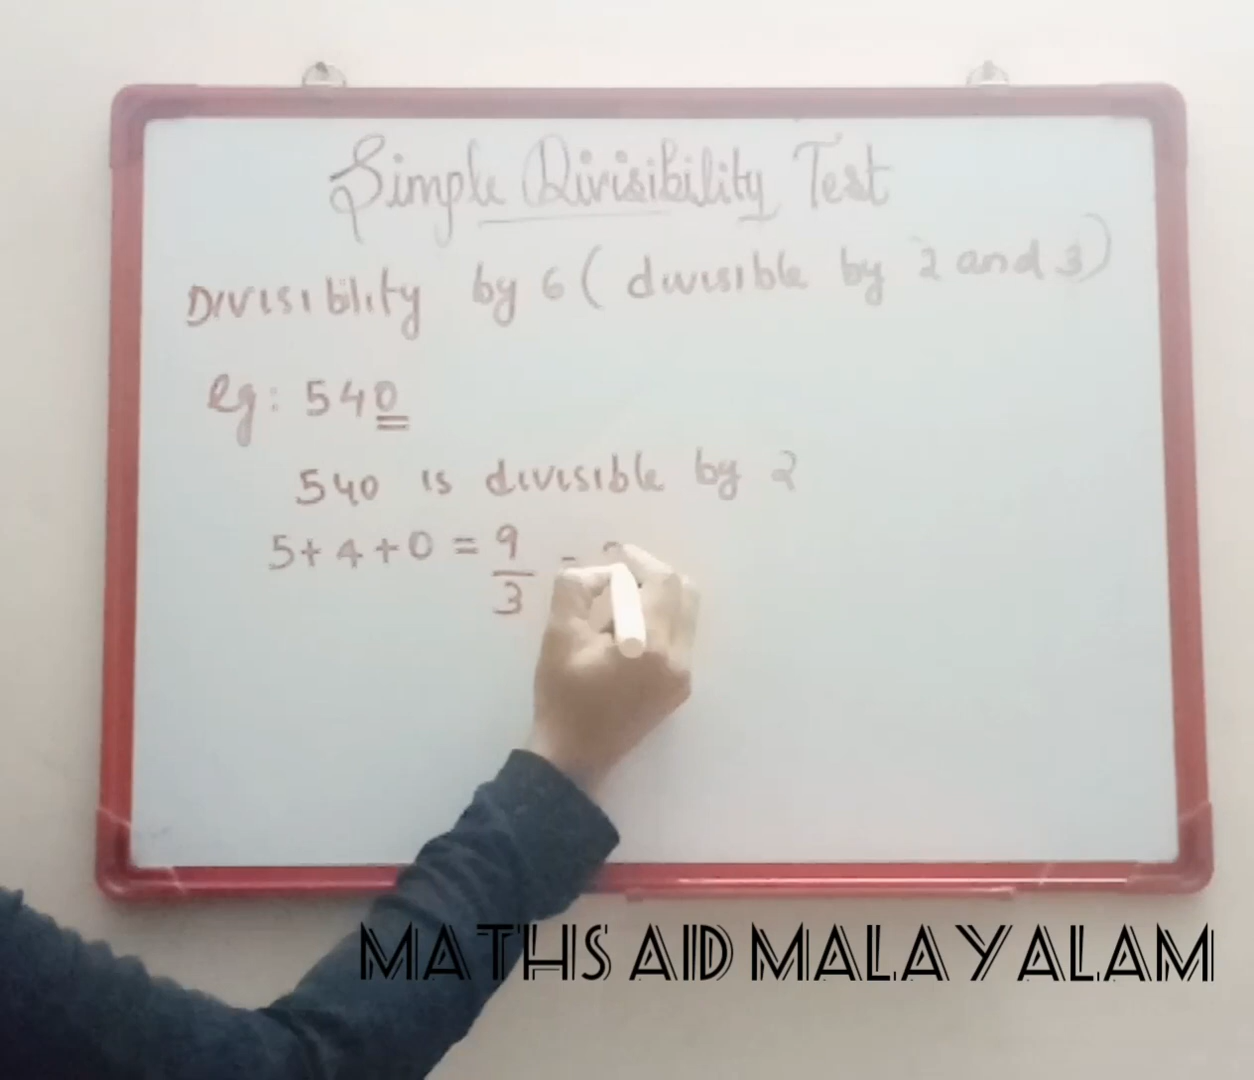 Simple Divisibility Test
Divisibility by 6 ( divisible by 2 and 3)
eg: 540
540 is divisible by 2
5+4+0 = 9/3 =
MATHS AID MALAYALAM